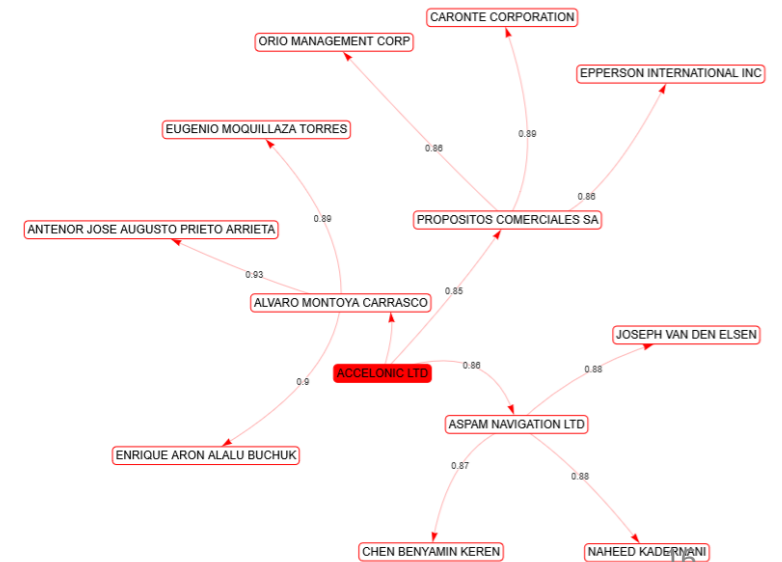 CARONTE CORPORATION
ORIO MANAGEMENT CORP
EPPERSON INTERNATIONAL INC
EUGENIO MOQUILLAZA TORRES
0.89
0.86
0.86
PROPOSITOS COMERCIALES SA
0.89
ANTENOR JOSE AUGUSTO PRIETO ARRIETA
0.93
0.85
ALVARO MONTOYA CARRASCO
JOSEPH VAN DEN ELSEN
0.86
0.88
ACCELONIC LTD
0.9
ASPAM NAVIGATION LTD
ENRIQUE ARON ALALU BUCHUK
0.87
0.88
CHEN BENYAMIN KEREN
NAHEED KADERNANI